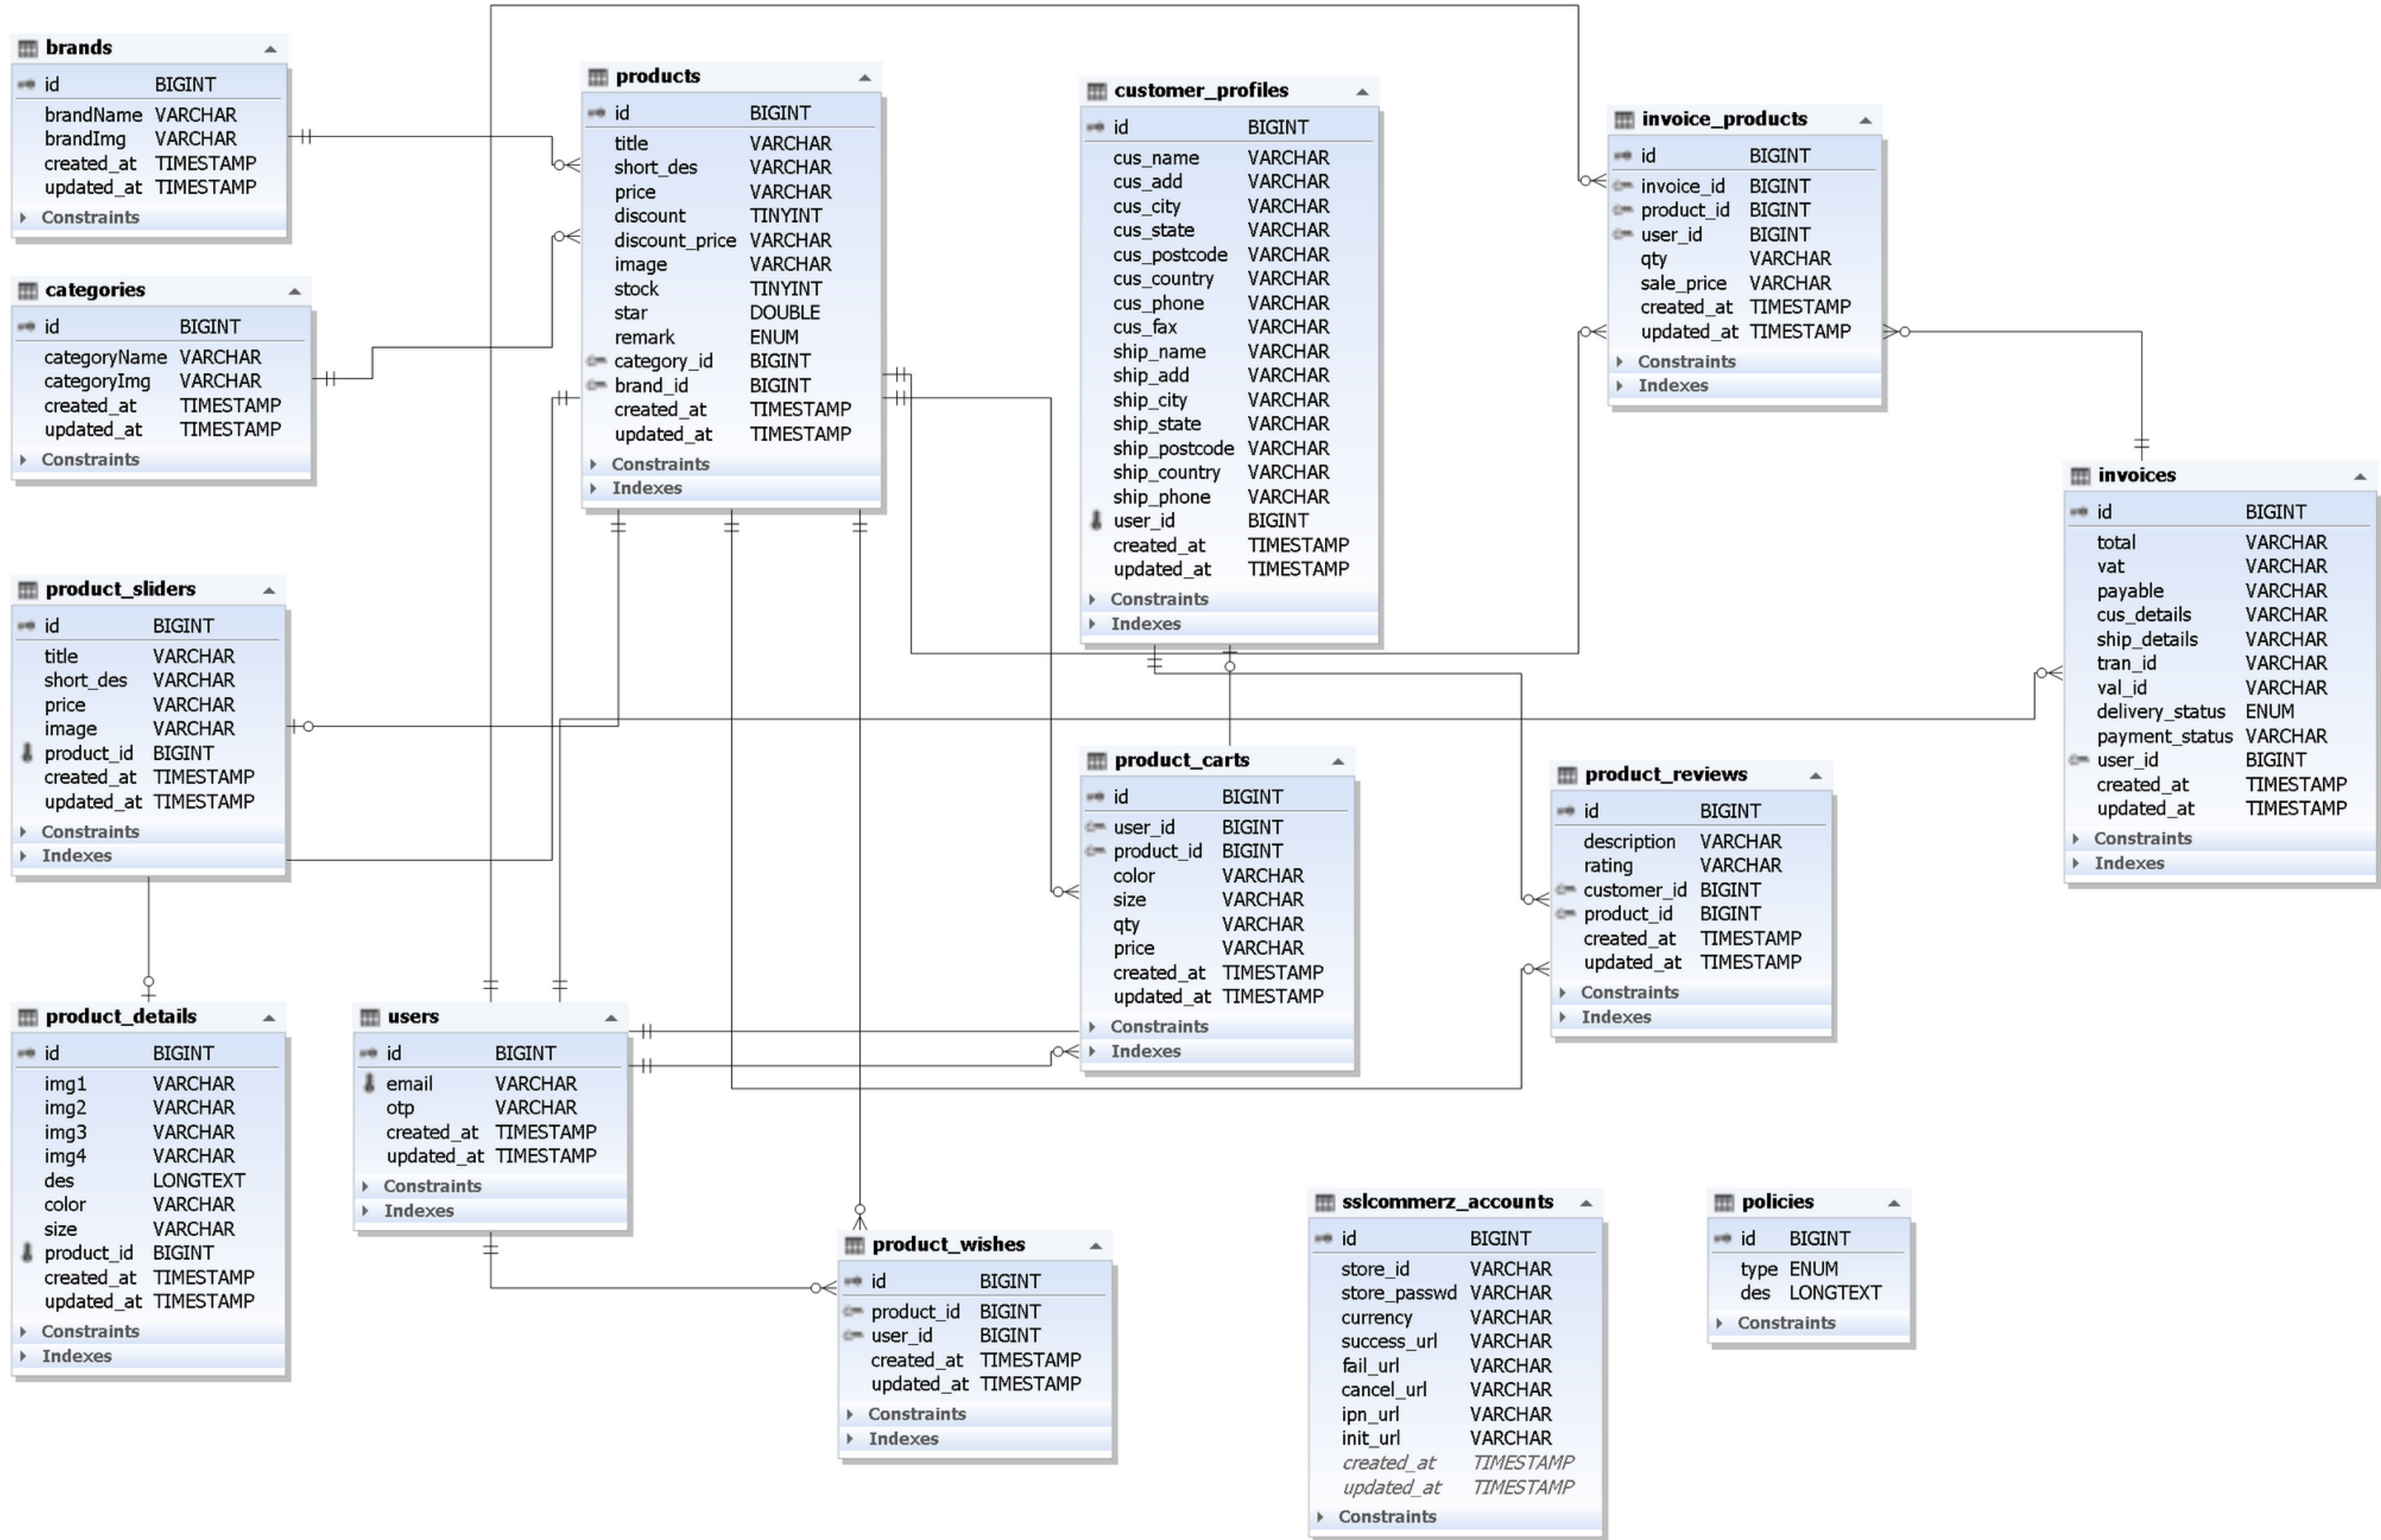 brands
id BIGINT
brandName VARCHAR
brandImg VARCHAR
created_at TIMESTAMP
updated_at TIMESTAMP
Constraints
categories
id BIGINT
categoryName VARCHAR
categoryImg VARCHAR
created_at TIMESTAMP
updated_at TIMESTAMP
Constraints
product_sliders
id BIGINT
title VARCHAR
short_des VARCHAR
price VARCHAR
image VARCHAR
product_id BIGINT
created_at TIMESTAMP
updated_at TIMESTAMP
Constraints
Indexes
product_details
id BIGINT
img1 VARCHAR
img2 VARCHAR
img3 VARCHAR
img4 VARCHAR
des LONGTEXT
color VARCHAR
size VARCHAR
product_id BIGINT
created_at TIMESTAMP
updated_at TIMESTAMP
Constraints
Indexes
products
id BIGINT
title VARCHAR
short_des VARCHAR
price VARCHAR
discount TINYINT
discount_price VARCHAR
image VARCHAR
stock TINYINT
star DOUBLE
remark ENUM
category_id BIGINT
brand_id BIGINT
created_at TIMESTAMP
updated_at TIMESTAMP
Constraints
Indexes
users
id BIGINT
email VARCHAR
otp VARCHAR
created_at TIMESTAMP
updated_at TIMESTAMP
Constraints
Indexes
product_wishes
id BIGINT
product_id BIGINT
user_id BIGINT
created_at TIMESTAMP
updated_at TIMESTAMP
Constraints
Indexes
customer_profiles
id BIGINT
cus_name VARCHAR
cus_add VARCHAR
cus_city VARCHAR
cus_state VARCHAR
cus_postcode VARCHAR
cus_country VARCHAR
cus_phone VARCHAR
cus_fax VARCHAR
ship_name VARCHAR
ship_add VARCHAR
ship_city VARCHAR
ship_state VARCHAR
ship_postcode VARCHAR
ship_country VARCHAR
ship_phone VARCHAR
user_id BIGINT
created_at TIMESTAMP
updated_at TIMESTAMP
Constraints
Indexes
product_carts
id BIGINT
user_id BIGINT
product_id BIGINT
color VARCHAR
size VARCHAR
qty VARCHAR
price VARCHAR
created_at TIMESTAMP
updated_at TIMESTAMP
Constraints
Indexes
invoice_products
id BIGINT
invoice_id BIGINT
product_id BIGINT
user_id BIGINT
qty VARCHAR
sale_price VARCHAR
created_at TIMESTAMP
updated_at TIMESTAMP
Constraints
Indexes
product_reviews
id BIGINT
description VARCHAR
rating VARCHAR
customer_id BIGINT
product_id BIGINT
created_at TIMESTAMP
updated_at TIMESTAMP
Constraints
Indexes
invoices
id BIGINT
total VARCHAR
vat VARCHAR
payable VARCHAR
cus_details VARCHAR
ship_details VARCHAR
tran_id VARCHAR
val_id VARCHAR
delivery_status ENUM
payment_status VARCHAR
user_id BIGINT
created_at TIMESTAMP
updated_at TIMESTAMP
Constraints
Indexes
sslcommerz_accounts
id BIGINT
store_id VARCHAR
store_passwd VARCHAR
currency VARCHAR
success_url VARCHAR
fail_url VARCHAR
cancel_url VARCHAR
ipn_url VARCHAR
init_url VARCHAR
created_at TIMESTAMP
updated_at TIMESTAMP
Constraints
policies
id BIGINT
type ENUM
des LONGTEXT
Constraints